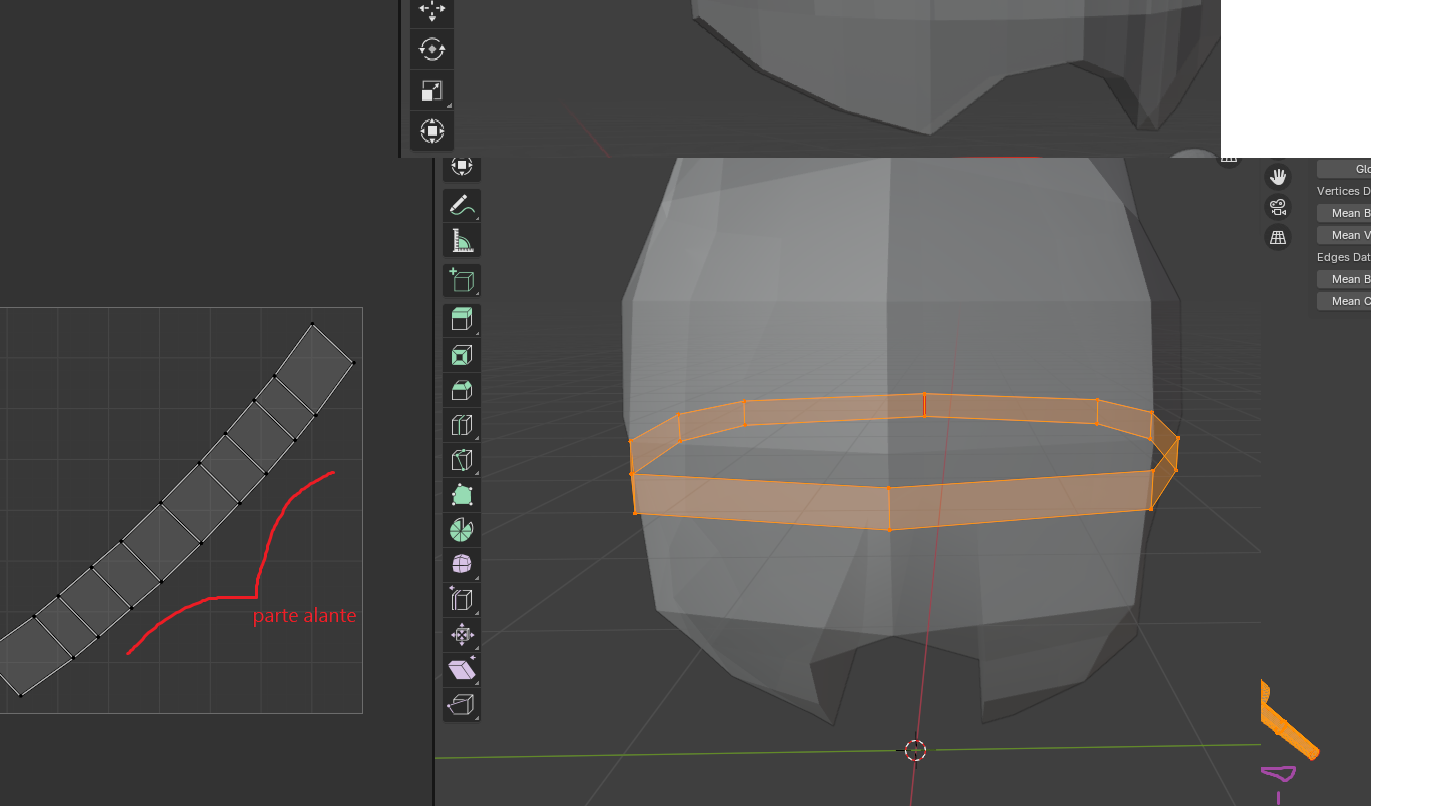 Glo
Vertices D
Mean B
Mean V
Edges Dat
Mean B
Mean C
parte alante